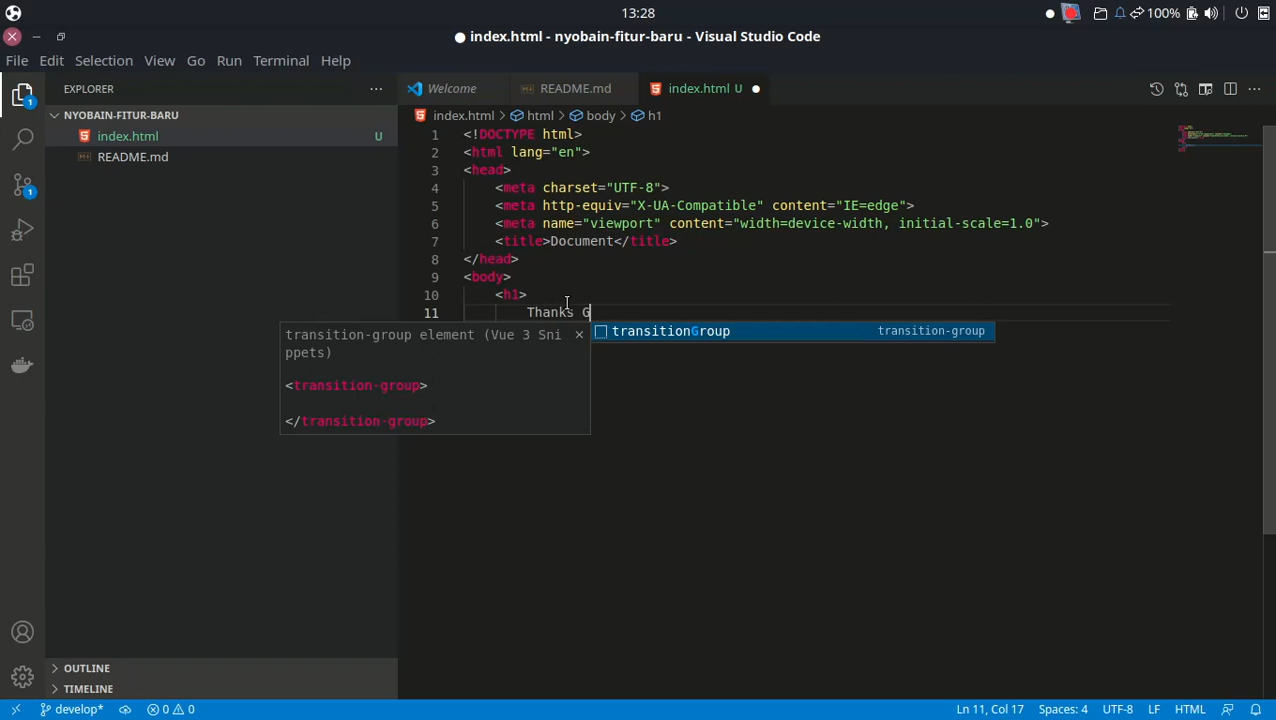 13:28
100%
index.html - nyobain-fitur-baru - Visual Studio Code
File Edit Selection View Go Run Terminal Help
EXPLORER
Welcome
README.md
index.html U
1
NYOBAIN-FITUR-BARU
index.html U
README.md
1
index.html > html > body > h1
1 <!DOCTYPE html>
2 <html lang="en">
3 <head>
4 <meta charset="UTF-8">
5 <meta http-equiv="X-UA-Compatible" content="IE=edge">
6 <meta name="viewport" content="width=device-width, initial-scale=1.0">
7 <title>Document</title>
8 </head>
9 <body>
10 <h1>
11 Thanks G
transitionGroup transition-group
transition-group element (Vue 3 Sni
ppets)
<transition-group>
</transition-group>
OUTLINE
TIMELINE
develop* 0 0 Ln 11, Col 17 Spaces: 4 UTF-8 LF HTML